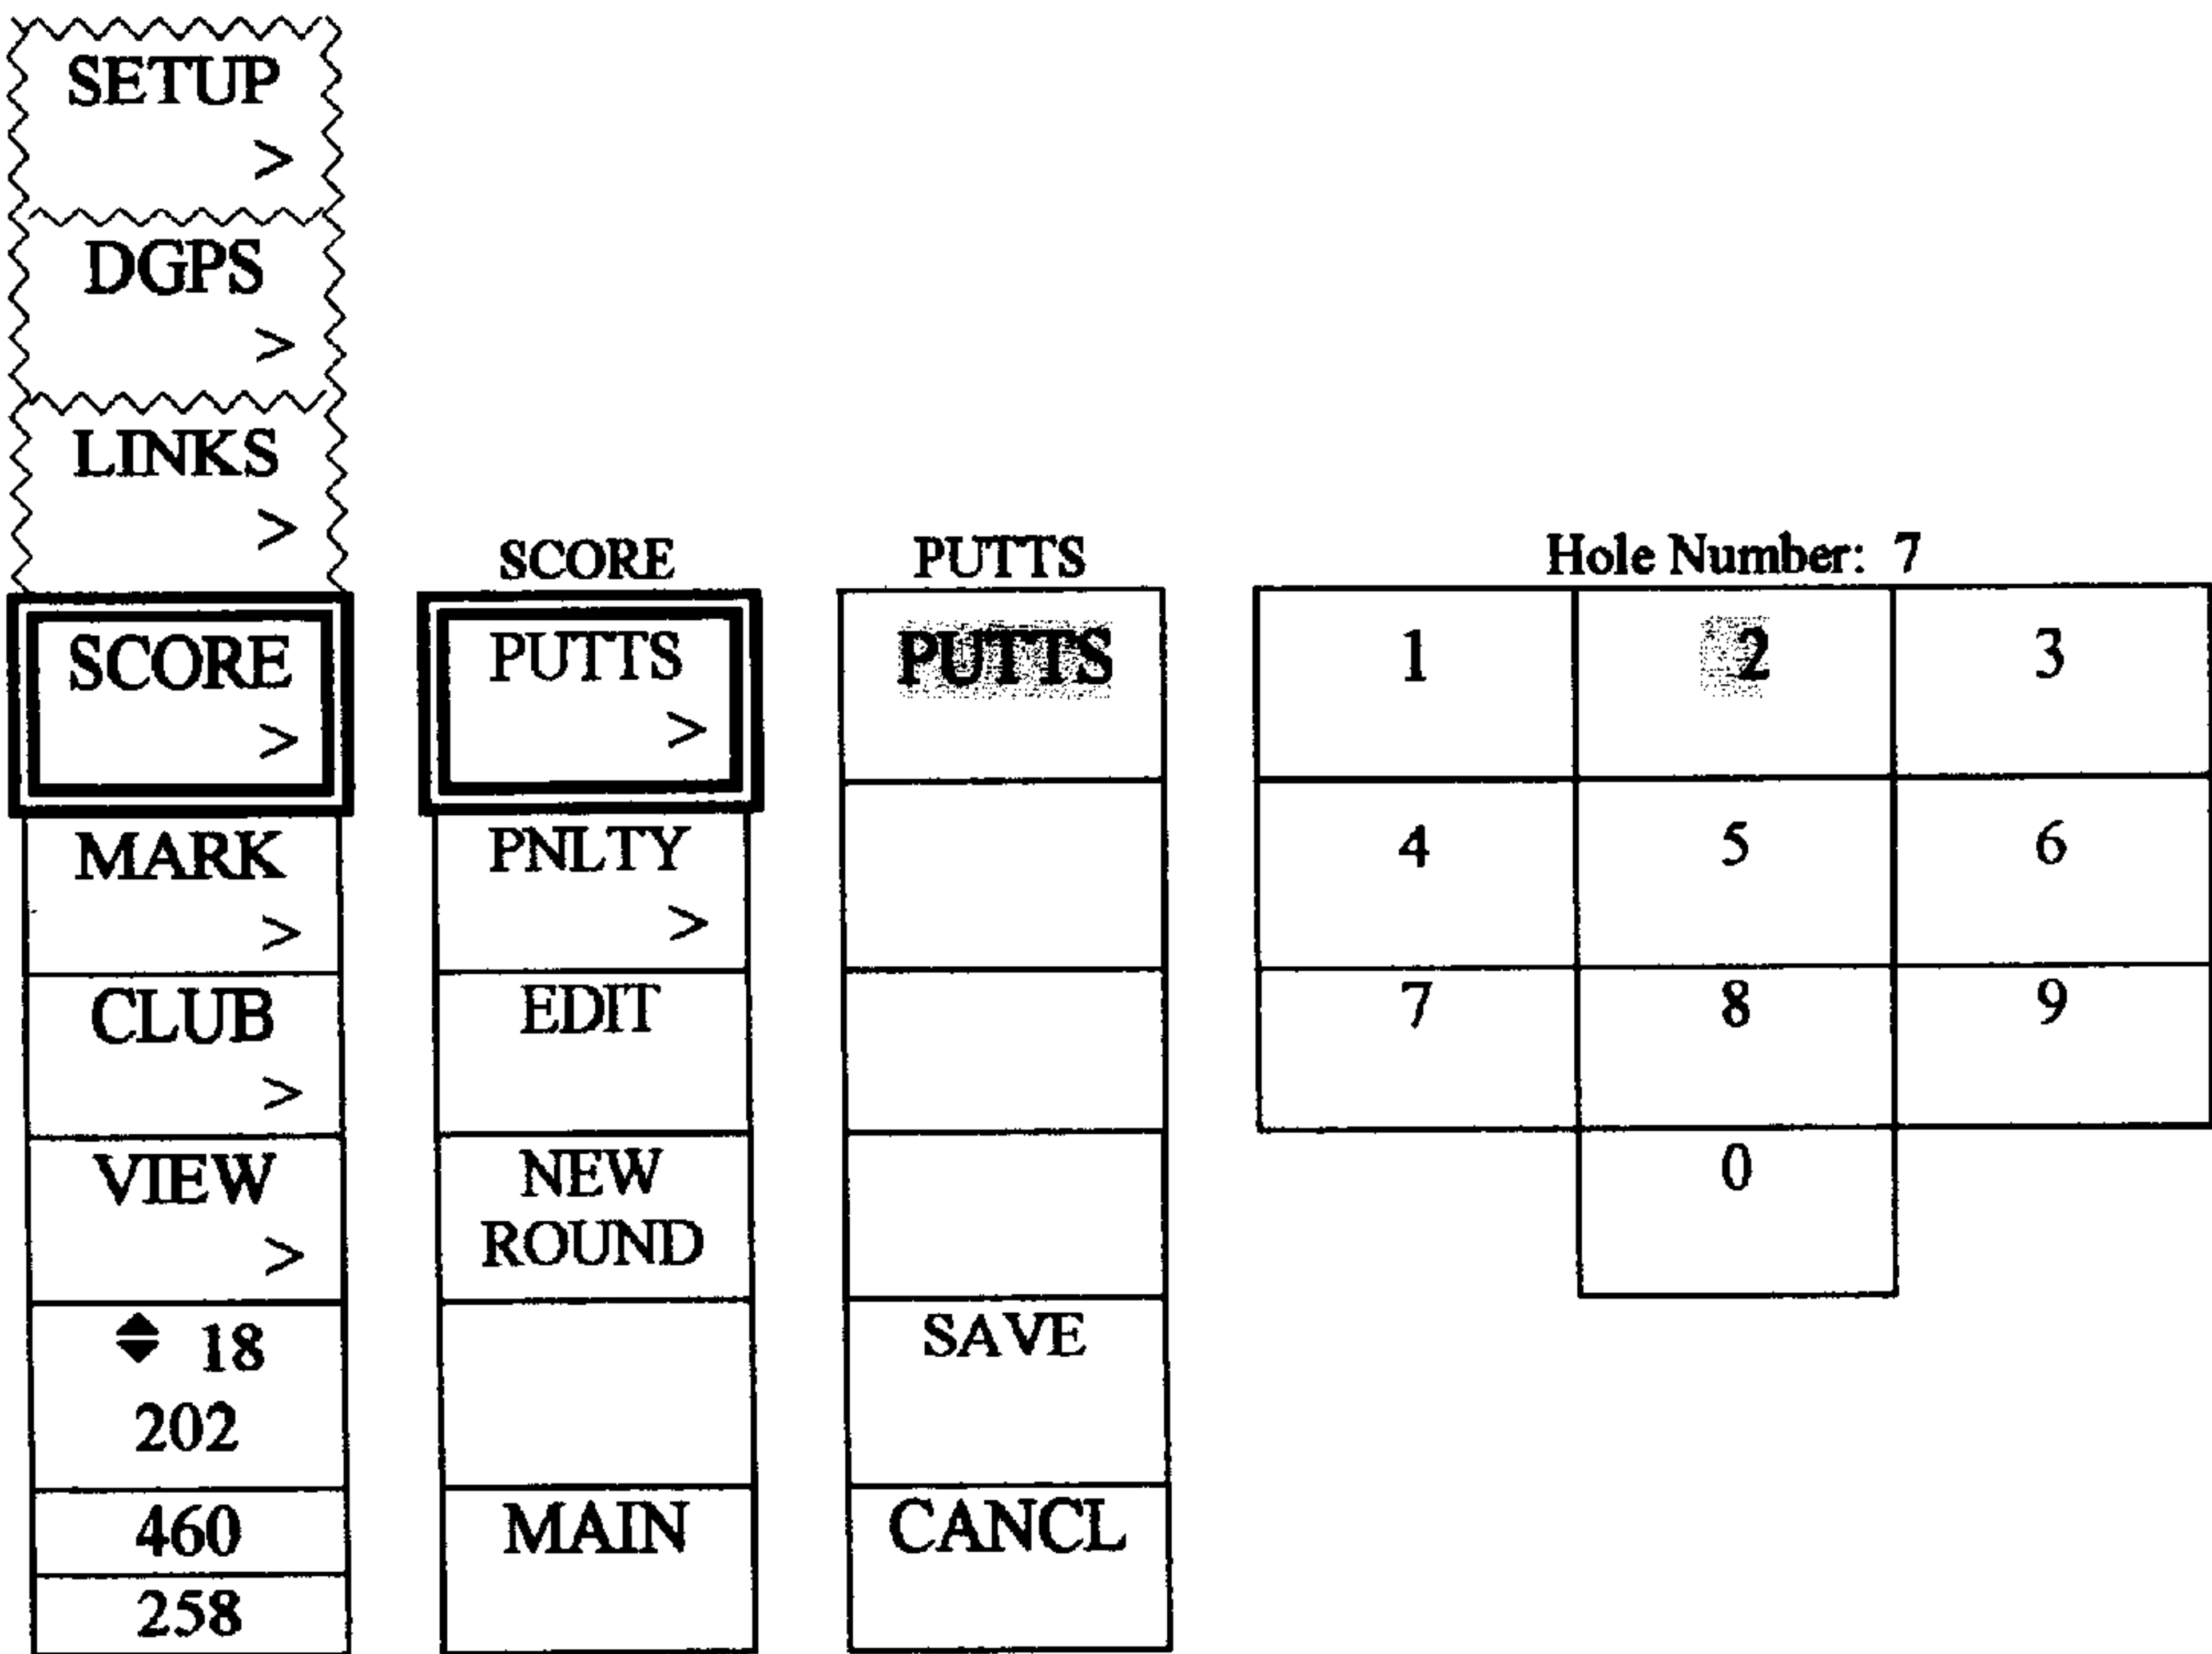 SETUP
>
DGPS
>
LINKS
>
SCORE
>
MARK
>
CLUB
>
VIEW
>
18
202
460
258
SCORE
PUTTS
>
PNLTY
>
EDIT
NEW
ROUND
MAIN
PUTTS
PUTTS
SAVE
CANCL
Hole Number: 7
1 2 3
4 5 6
7 8 9
0